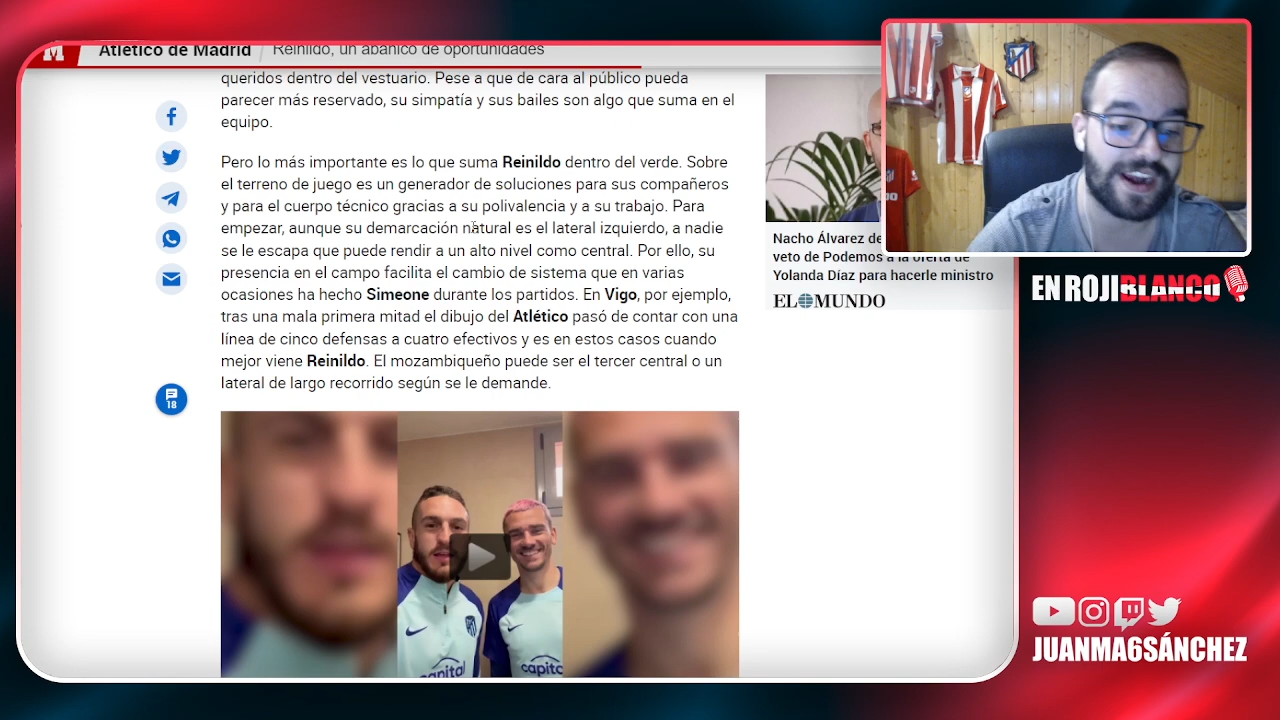 M
Atlético de Madrid
Reinildo, un abanico de oportunidades
queridos dentro del vestuario. Pese a que de cara al público pueda
parecer más reservado, su simpatía y sus bailes son algo que suma en el
equipo.
Pero lo más importante es lo que suma Reinildo dentro del verde. Sobre
el terreno de juego es un generador de soluciones para sus compañeros
y para el cuerpo técnico gracias a su polivalencia y a su trabajo. Para
empezar, aunque su demarcación natural es el lateral izquierdo, a nadie
se le escapa que puede rendir a un alto nivel como central. Por ello, su
presencia en el campo facilita el cambio de sistema que en varias
ocasiones ha hecho Simeone durante los partidos. En Vigo, por ejemplo,
tras una mala primera mitad el dibujo del Atlético pasó de contar con una
línea de cinco defensas a cuatro efectivos y es en estos casos cuando
mejor viene Reinildo. El mozambiqueño puede ser el tercer central o un
lateral de largo recorrido según se le demande.
18
capital
capita
Nacho Álvarez de
veto de Podemos a la oferta de
Yolanda Díaz para hacerle ministro
EL MUNDO
EN ROJIBLANCO
JUANMA6SÁNCHEZ